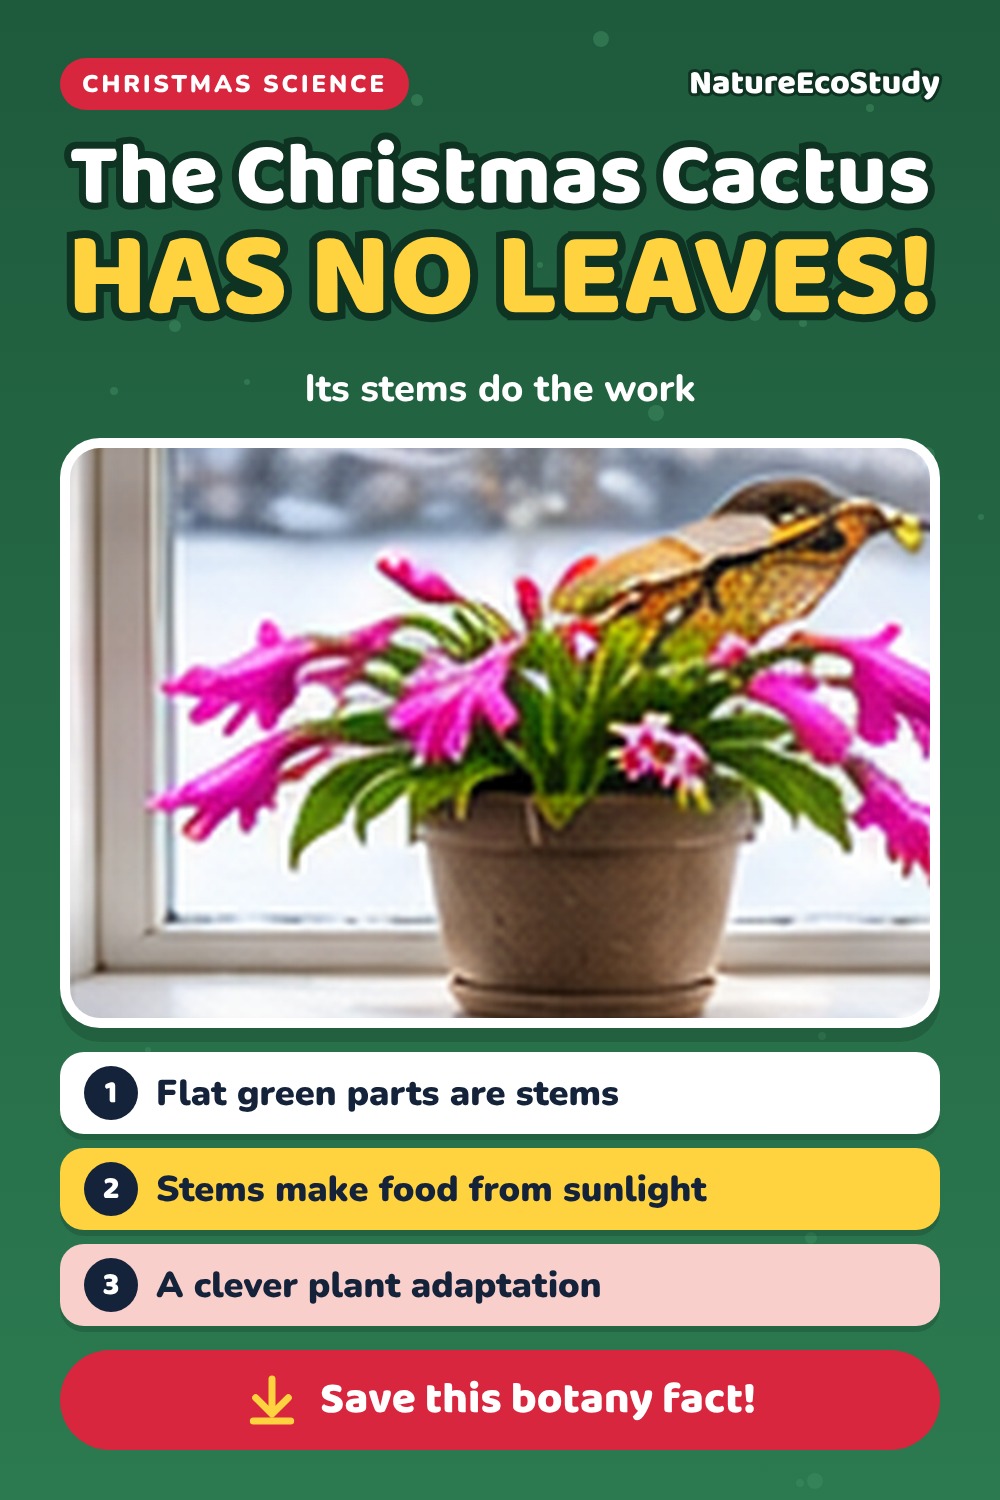 CHRISTMAS SCIENCE
NatureEcoStudy
The Christmas Cactus
HAS NO LEAVES!
Its stems do the work
1 Flat green parts are stems
2 Stems make food from sunlight
3 A clever plant adaptation
Save this botany fact!